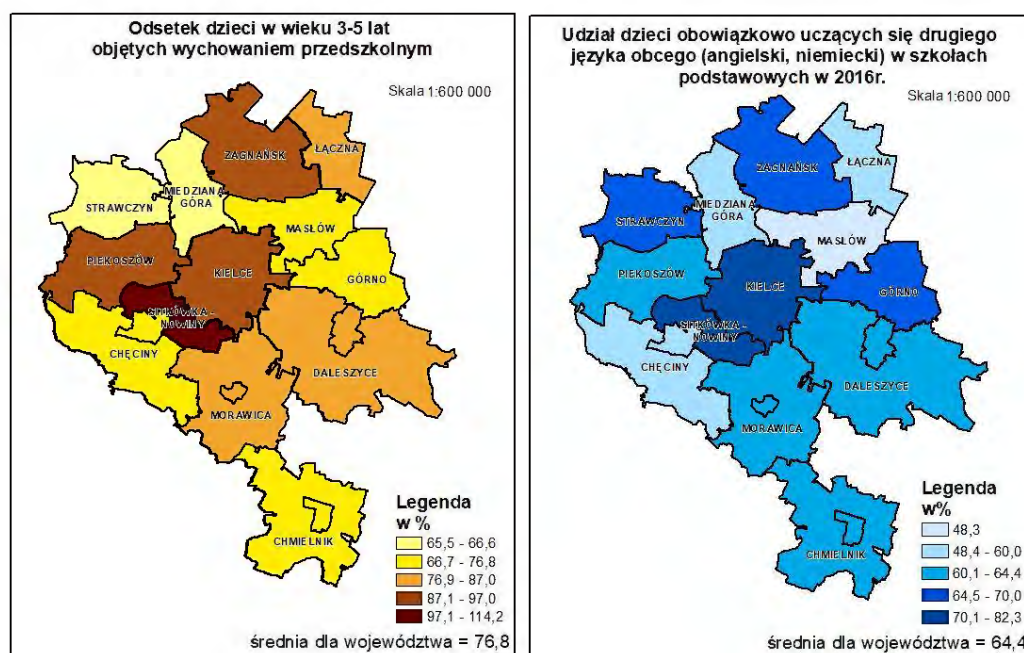 Odsetek dzieci w wieku 3-5 lat
objętych wychowaniem przedszkolnym
Skala 1:600 000
ZAGNAŃSK
ŁĄCZNA
MIEDZIANA
GÓRA
STRAWCZYN
MASŁÓW
PIEKOSZÓW
KIELCE
GÓRNO
SITKÓWKA -
NOWINY
CHĘCINY
DALESZYCE
MORAWICA
CHMIELNIK
Legenda
w %
65,5 - 66,6
66,7 - 76,8
76,9 - 87,0
87,1 - 97,0
97,1 - 114,2
średnia dla województwa = 76,8
Udział dzieci obowiązkowo uczących się drugiego
języka obcego (angielski, niemiecki) w szkołach
podstawowych w 2016r.
Skala 1:600 000
ZAGNAŃSK
ŁĄCZNA
MIEDZIANA
GÓRA
STRAWCZYN
MASŁÓW
PIEKOSZÓW
KIELCE
GÓRNO
SITKÓWKA -
NOWINY
CHĘCINY
DALESZYCE
MORAWICA
CHMIELNIK
Legenda
w%
48,3
48,4 - 60,0
60,1 - 64,4
64,5 - 70,0
70,1 - 82,3
średnia dla województwa = 64,4